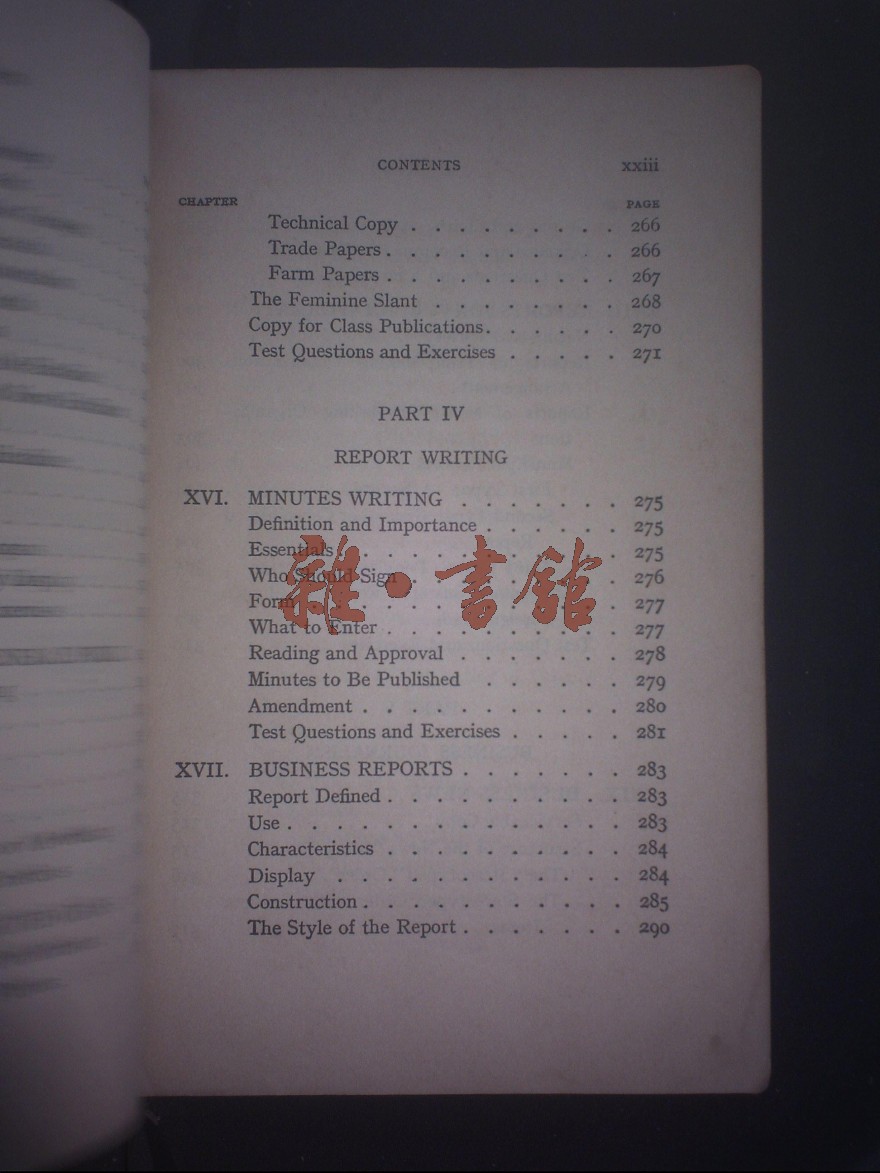 CONTENTS xxiii
CHAPTER PAGE
Technical Copy . . . . . . . . . 266
Trade Papers . . . . . . . . . . 266
Farm Papers . . . . . . . . . . 267
The Feminine Slant . . . . . . . . 268
Copy for Class Publications . . . . . . 270
Test Questions and Exercises . . . . . 271
PART IV
REPORT WRITING
XVI. MINUTES WRITING . . . . . . . 275
Definition and Importance . . . . . . 275
Essentials . . . . . . . . . . . 275
Who Should Sign . . . . . . . . . 276
Form . . . . . . . . . . . . 277
What to Enter . . . . . . . . . . 277
Reading and Approval . . . . . . . 278
Minutes to Be Published . . . . . . 279
Amendment . . . . . . . . . . . 280
Test Questions and Exercises . . . . . 281
XVII. BUSINESS REPORTS . . . . . . . 283
Report Defined . . . . . . . . . . 283
Use . . . . . . . . . . . . . . 283
Characteristics . . . . . . . . . . 284
Display . . . . . . . . . . . . 284
Construction . . . . . . . . . . . 285
The Style of the Report . . . . . . . 290
雜·書館